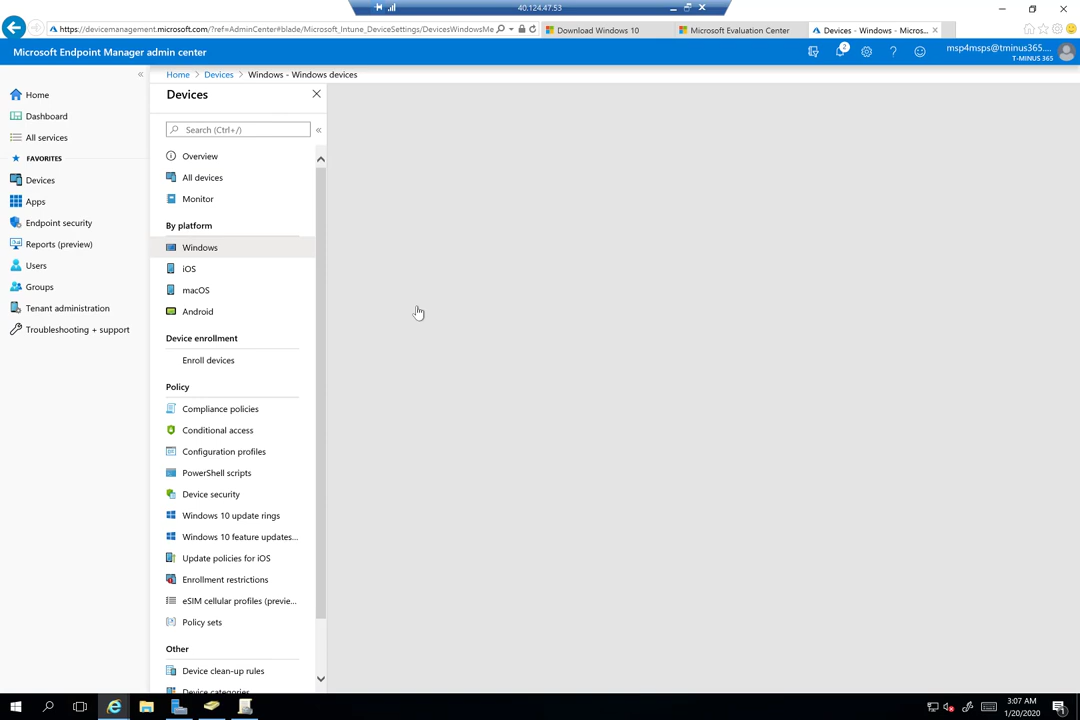 40.124.47.53
https://devicemanagement.microsoft.com/?ref=AdminCenter#blade/Microsoft_Intune_DeviceSettings/DevicesWindowsMe
Download Windows 10
Microsoft Evaluation Center
Devices - Windows - Micros...
Microsoft Endpoint Manager admin center
2
msp4msps@tminus365....
T-MINUS 365
Home > Devices > Windows - Windows devices
Home
Dashboard
All services
FAVORITES
Devices
Apps
Endpoint security
Reports (preview)
Users
Groups
Tenant administration
Troubleshooting + support
Devices
Search (Ctrl+/)
Overview
All devices
Monitor
By platform
Windows
iOS
macOS
Android
Device enrollment
Enroll devices
Policy
Compliance policies
Conditional access
Configuration profiles
PowerShell scripts
Device security
Windows 10 update rings
Windows 10 feature updates...
Update policies for iOS
Enrollment restrictions
eSIM cellular profiles (previe...
Policy sets
Other
Device clean-up rules
Device categories
3:07 AM
1/20/2020
1